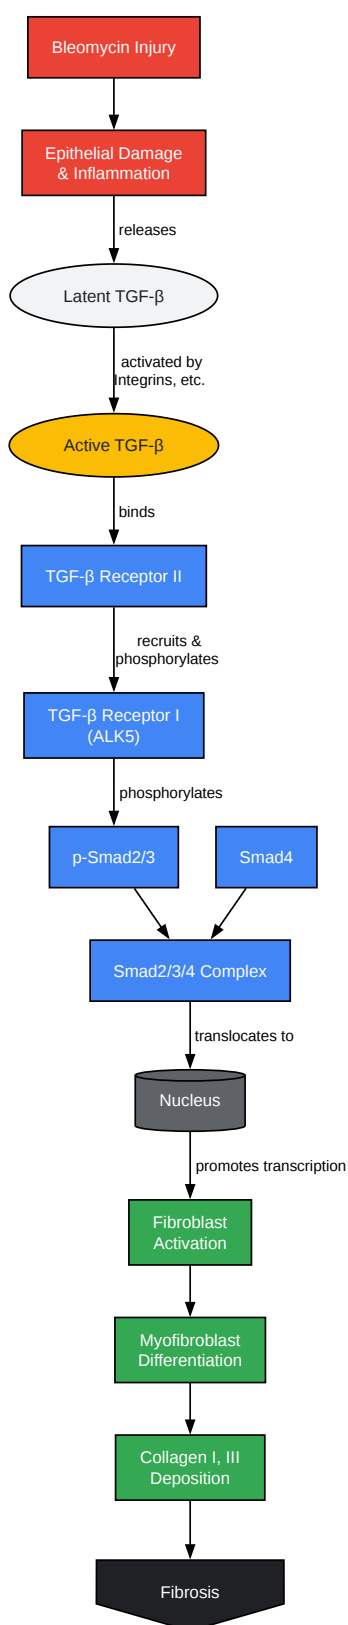 Bleomycin Injury
Epithelial Damage
& Inflammation
releases
Latent TGF-β
activated by
Integrins, etc.
Active TGF-β
binds
TGF-β Receptor II
recruits &
phosphorylates
TGF-β Receptor I
(ALK5)
phosphorylates
p-Smad2/3
Smad4
Smad2/3/4 Complex
translocates to
Nucleus
promotes transcription
Fibroblast
Activation
Myofibroblast
Differentiation
Collagen I, III
Deposition
Fibrosis